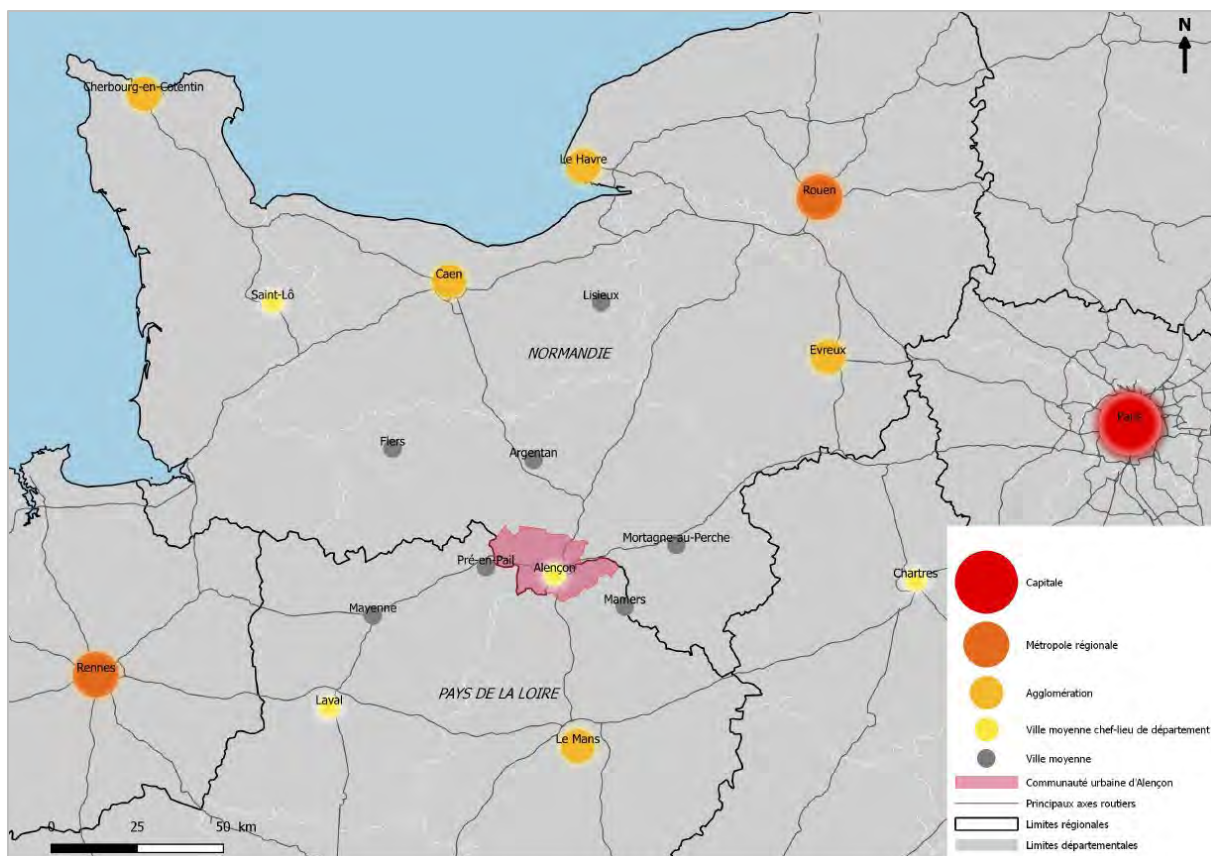 N
Cherbourg-en-Cotentin
Le Havre
Rouen
Caen
Saint-Lô
Lisieux
NORMANDIE
Evreux
Paris
Flers
Argentan
Mortagne-au-Perche
Pré-en-Pail
Alençon
Chartres
Mayenne
Mamers
Rennes
PAYS DE LA LOIRE
Laval
Le Mans
Capitale
Métropole régionale
Agglomération
Ville moyenne chef-lieu de département
Ville moyenne
Communauté urbaine d'Alençon
Principaux axes routiers
Limites régionales
Limites départementales
0 25 50 km